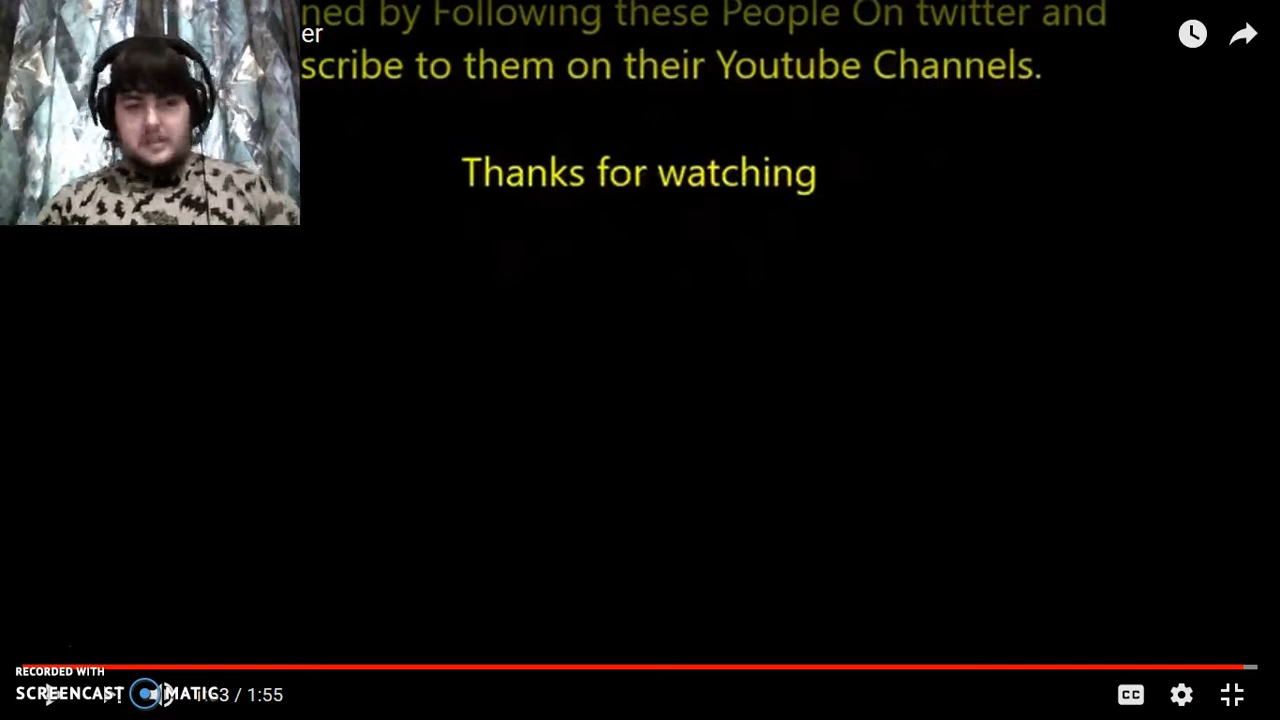 ned by Following these People On twitter and
er
scribe to them on their Youtube Channels.
Thanks for watching
RECORDED WITH
SCREENCAST MATIC
/ 1:55
CC